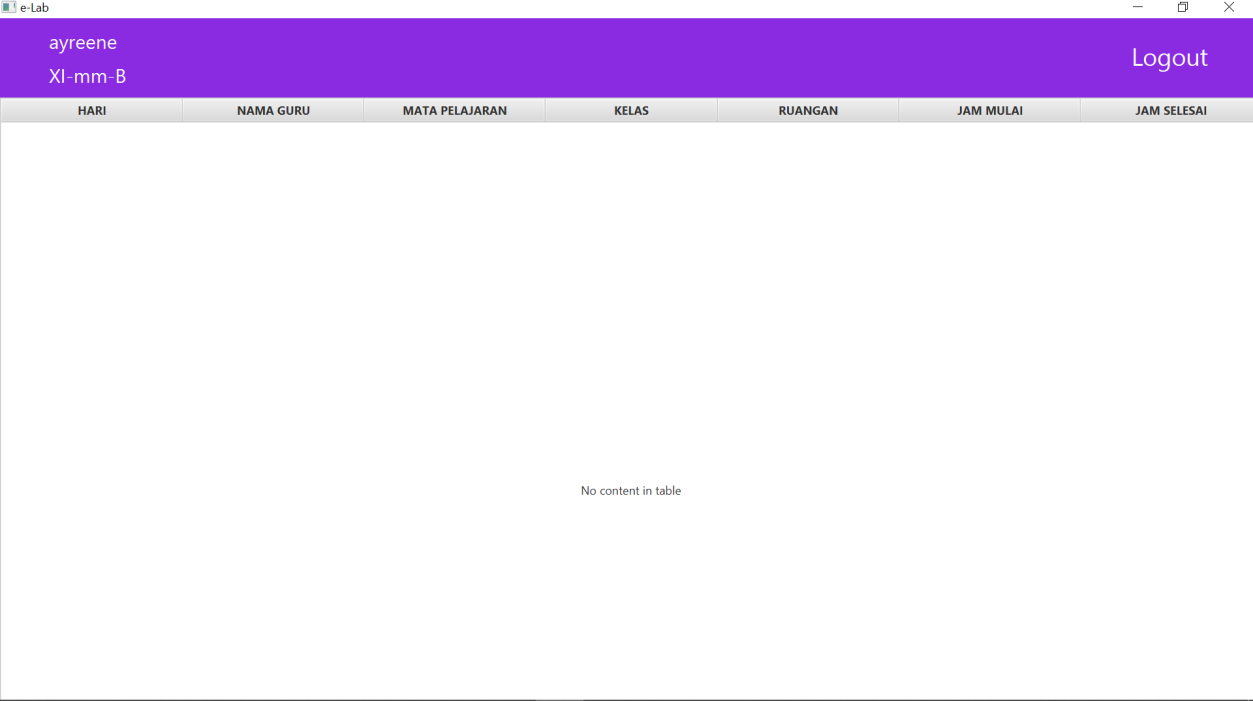 e-Lab
ayreene
XI-mm-B
Logout
HARI NAMA GURU MATA PELAJARAN KELAS RUANGAN JAM MULAI JAM SELESAI
No content in table